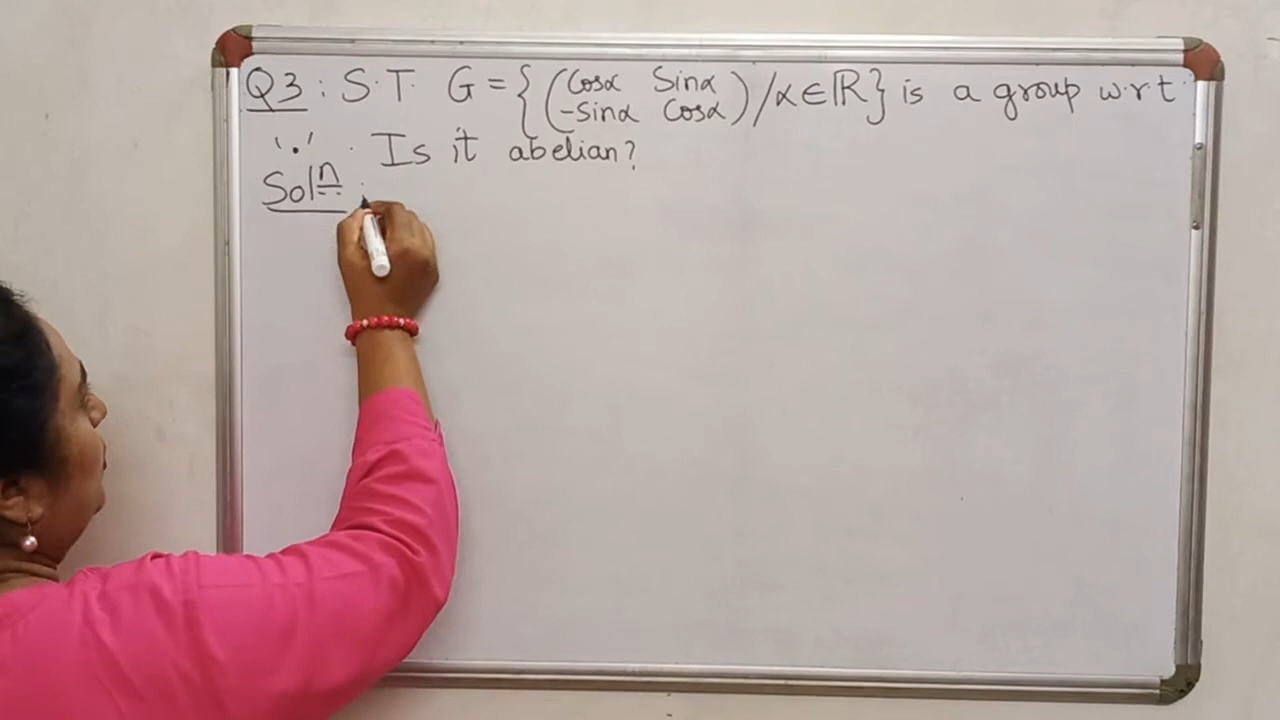 Q3 : S.T. G = { ( Cosα Sinα
-Sinα Cosα ) / α ∈ ℝ } is a group w.r.t.
'.' . Is it abelian?
Solⁿ :